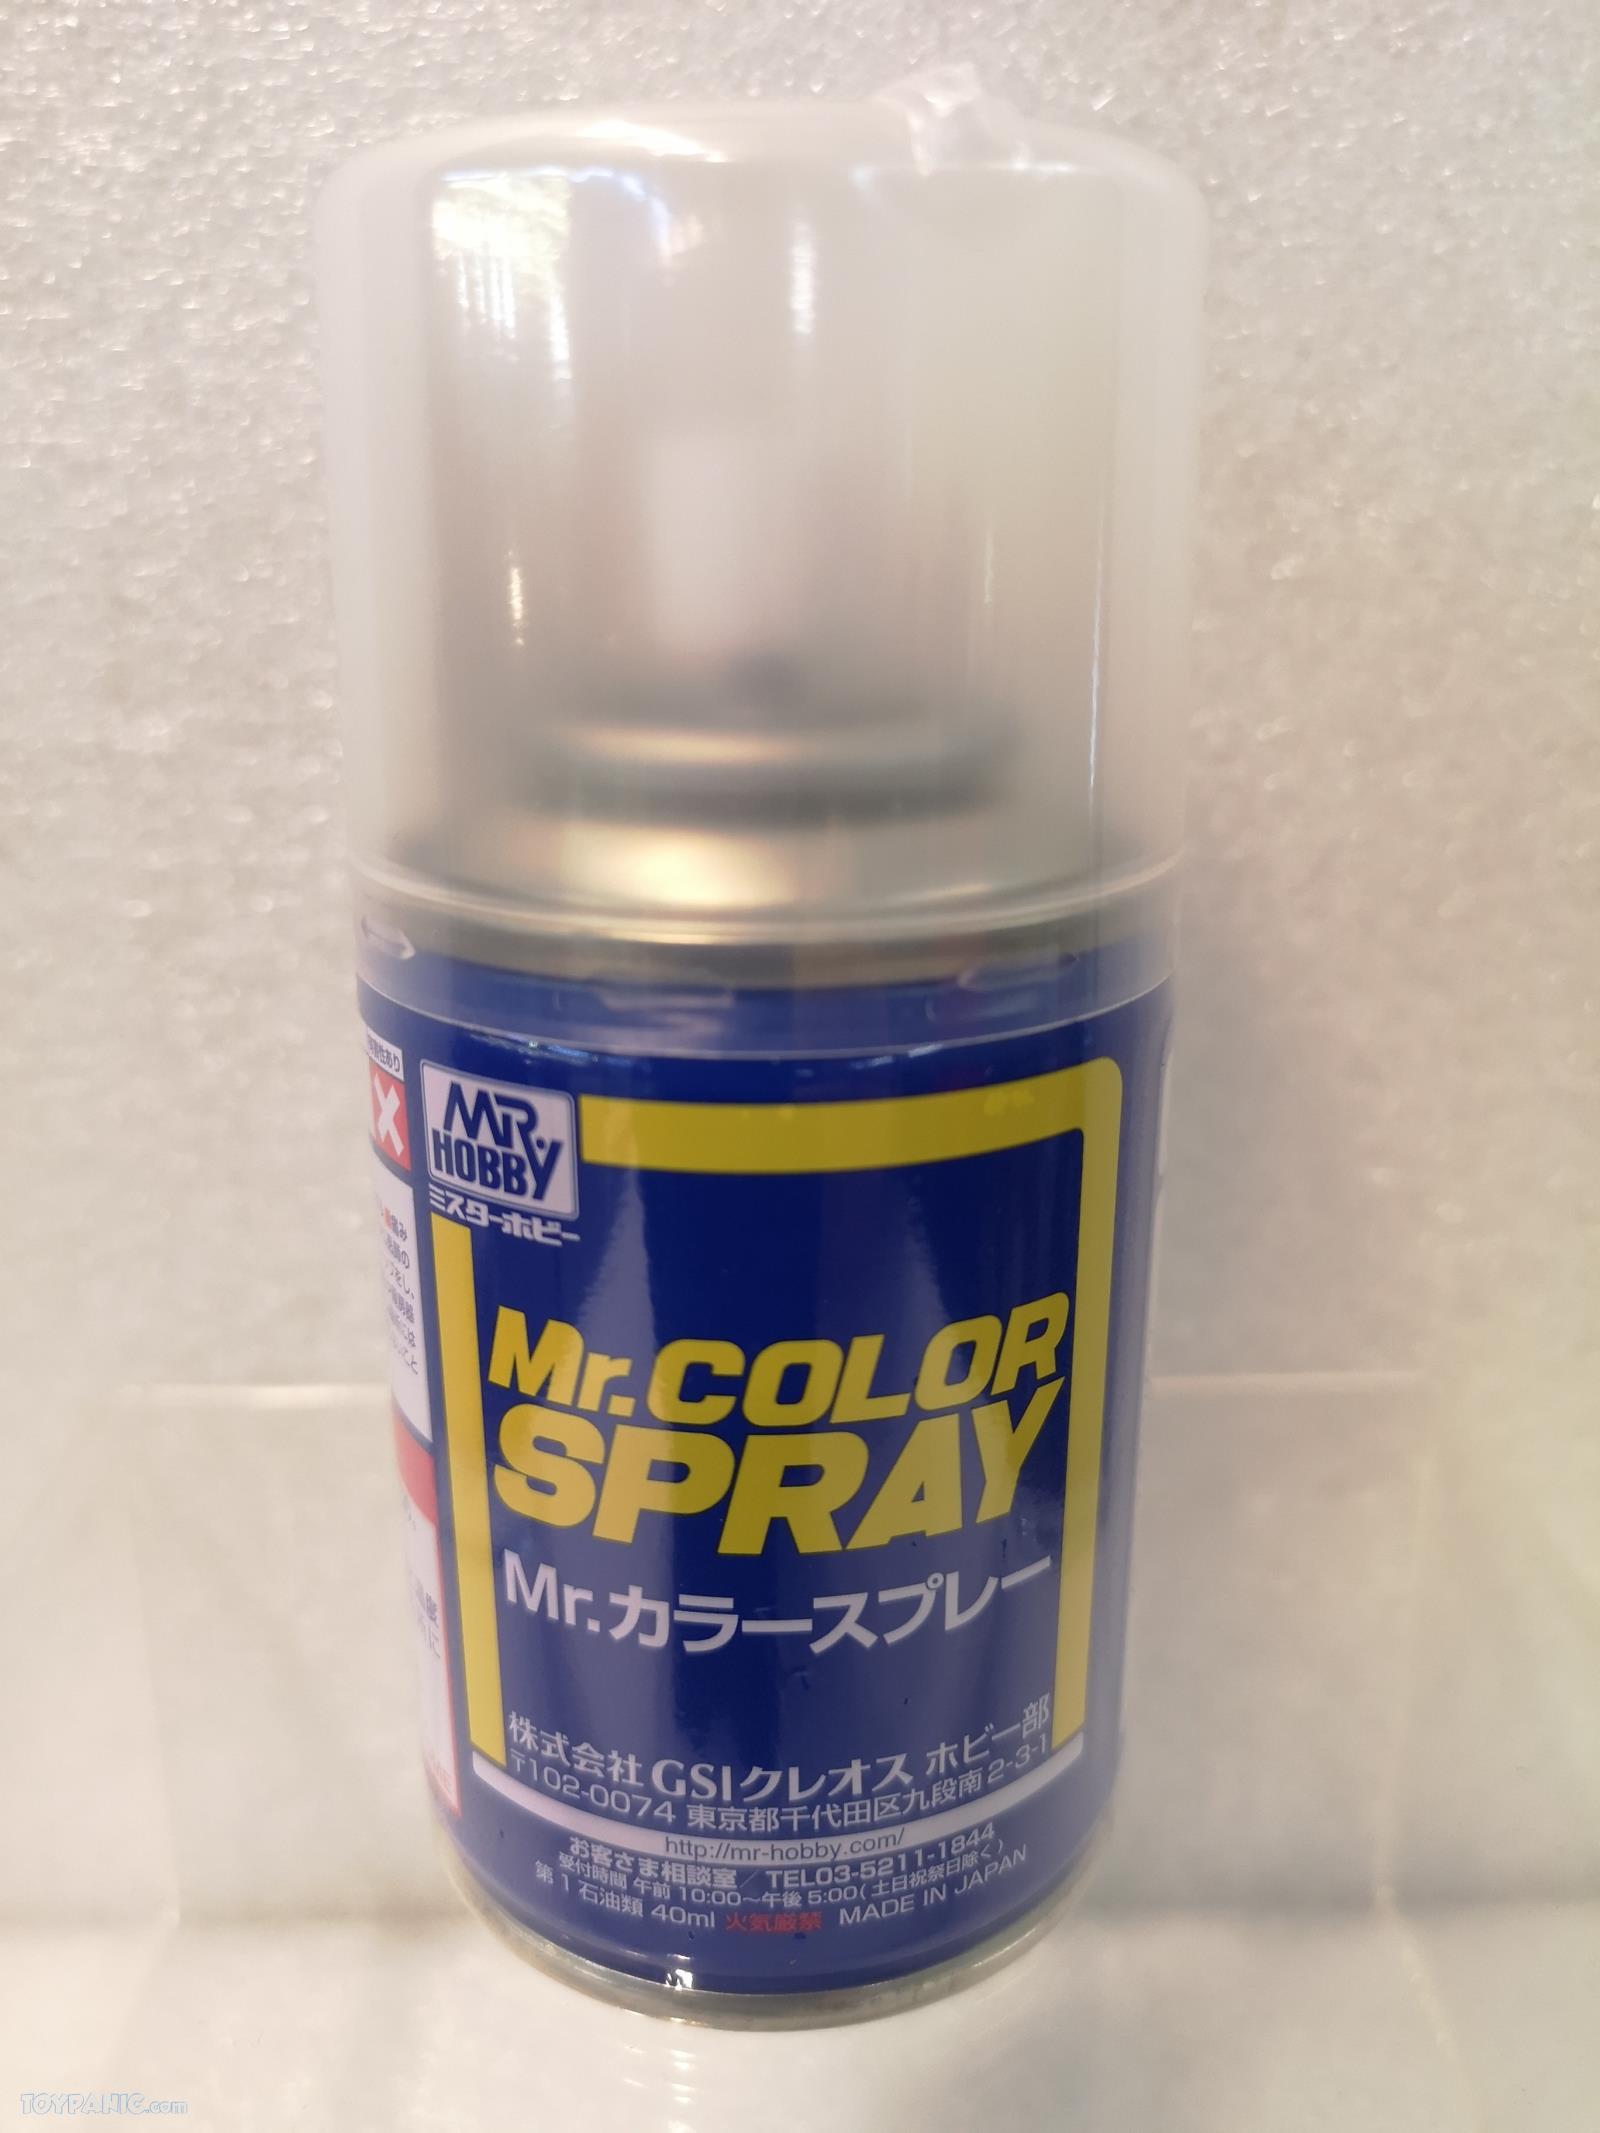 MR.
HOBBY
ミスターホビー
Mr.COLOR
SPRAY
Mr.カラースプレー
株式会社 GSIクレオス ホビー部
〒102-0074 東京都千代田区九段南2-3-1
http://mr-hobby.com/
お客さま相談室/TEL03-5211-1844
受付時間 午前10:00～午後5:00(土日祝祭日除く)
第1石油類 40ml 火気厳禁 MADE IN JAPAN
TOYPANIC.com